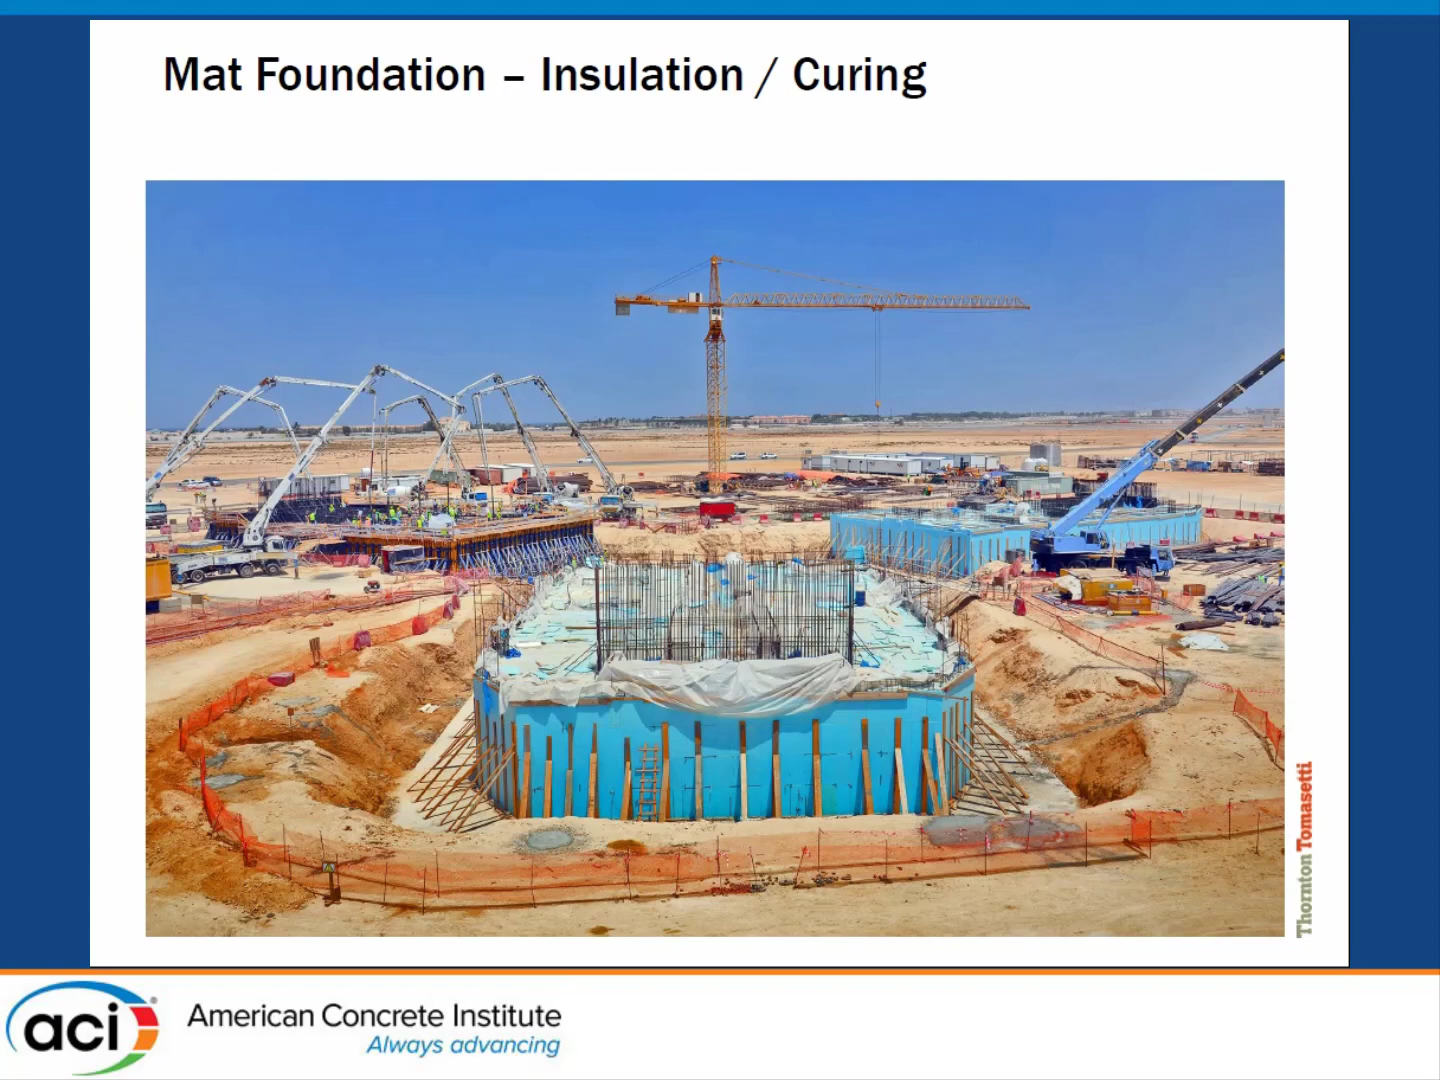 Mat Foundation – Insulation / Curing
Thornton Tomasetti
aci®
American Concrete Institute
Always advancing